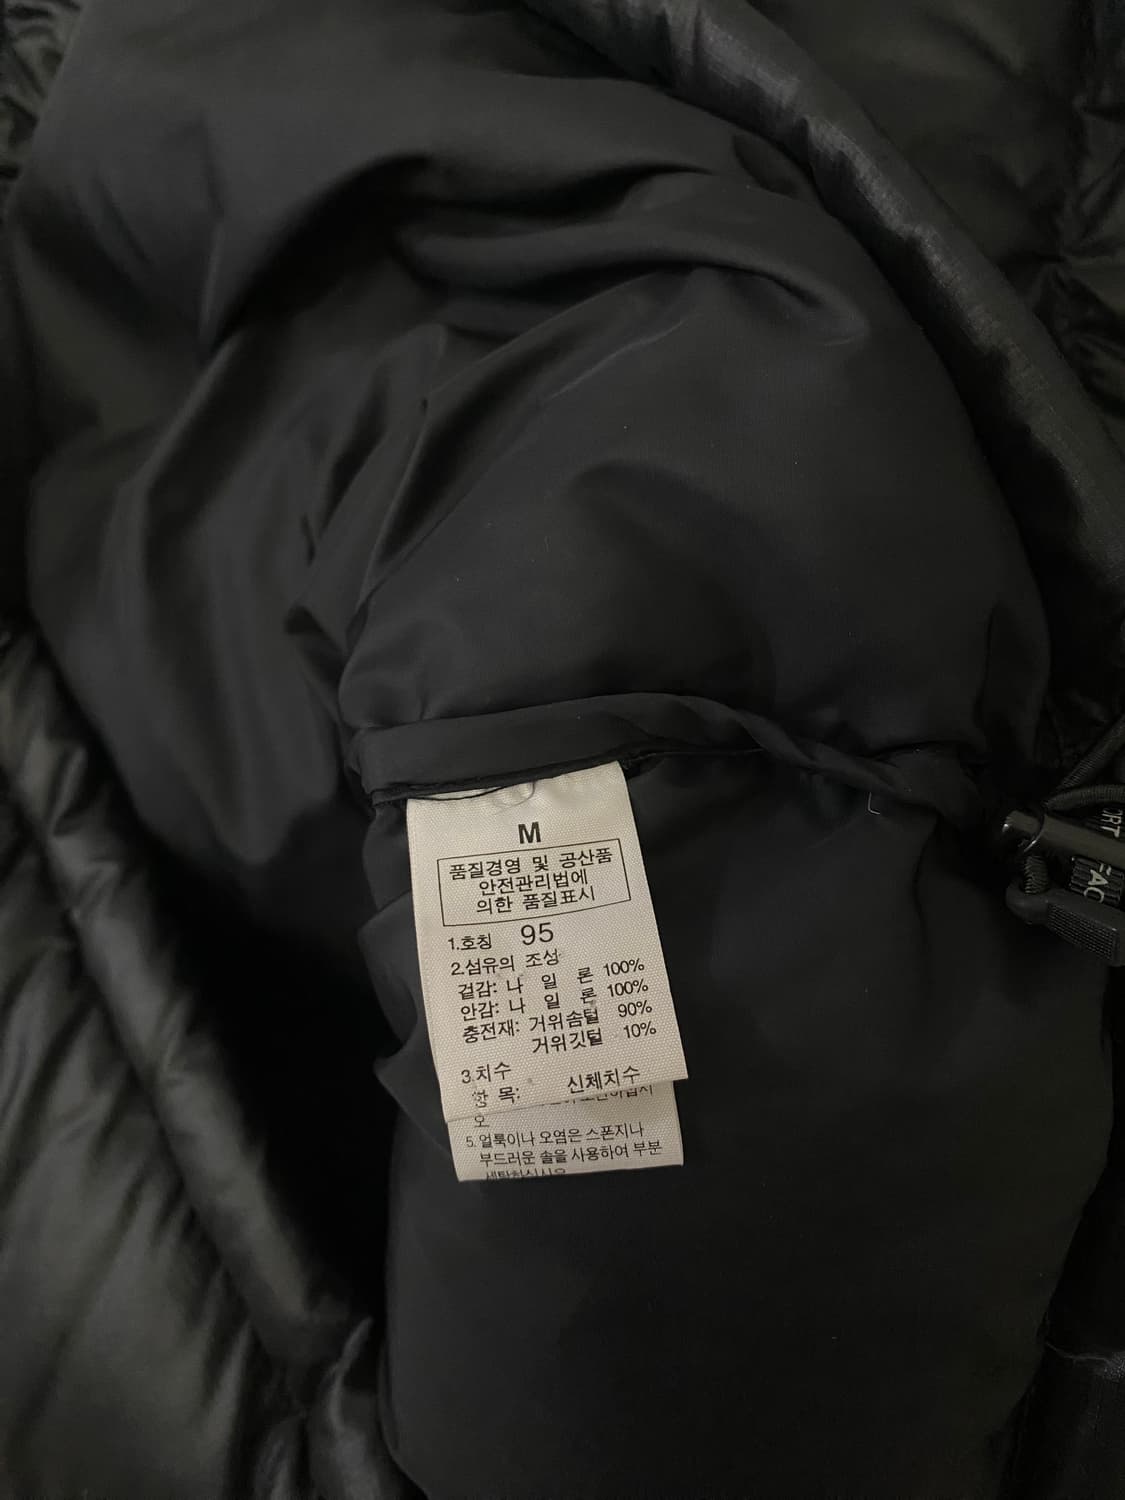 M
품질경영 및 공산품
안전관리법에
의한 품질표시
1.호칭 95
2.섬유의 조성
겉감: 나 일 론 100%
안감: 나 일 론 100%
충전재: 거위솜털 90%
거위깃털 10%
3.치수
항 목: 신체치수
오
5. 얼룩이나 오염은 스폰지나
부드러운 솔을 사용하여 부분